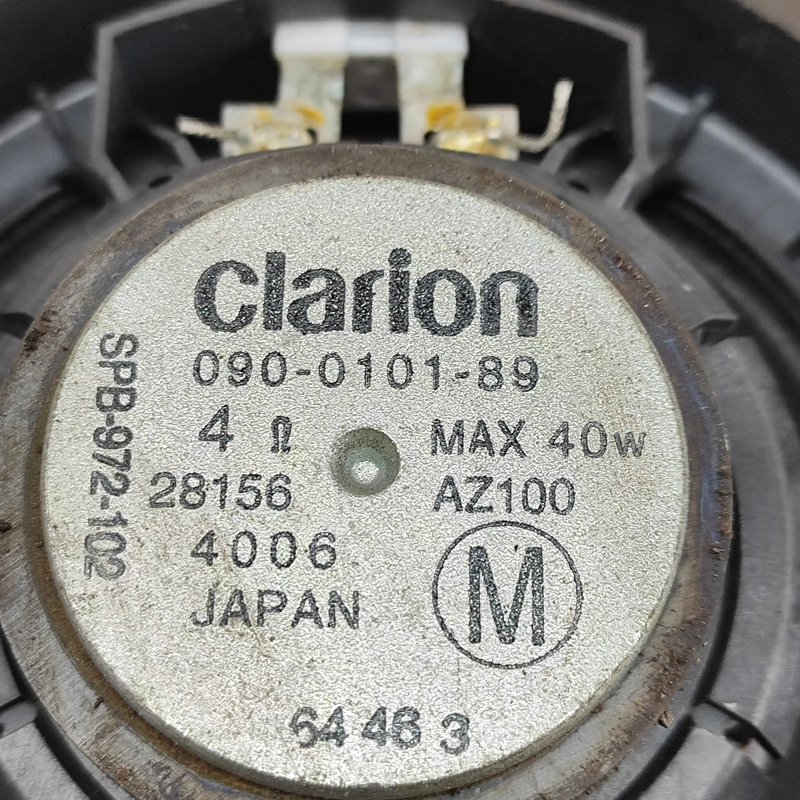 clarion
090-0101-89
4 Ω MAX 40w
28156 AZ100
4006
JAPAN
M
SPB-972-102
64 46 3